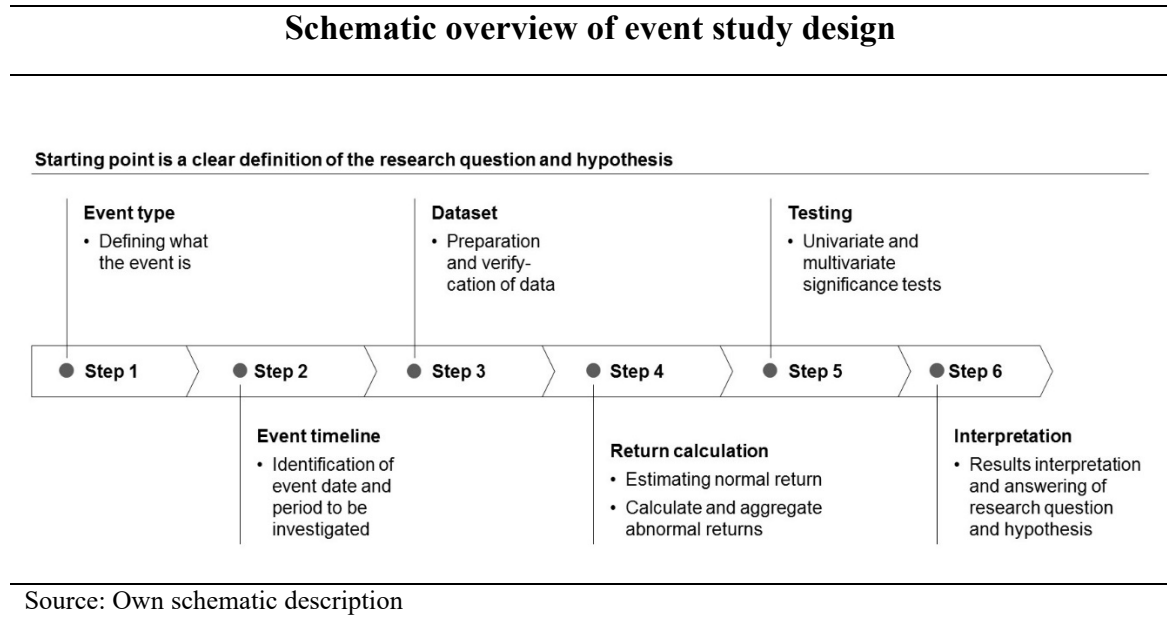 Schematic overview of event study design
Starting point is a clear definition of the research question and hypothesis
Event type
• Defining what
the event is
Dataset
• Preparation
and verify-
cation of data
Testing
• Univariate and
multivariate
significance tests
Step 1
Step 2
Step 3
Step 4
Step 5
Step 6
Event timeline
• Identification of
event date and
period to be
investigated
Return calculation
• Estimating normal return
• Calculate and aggregate
abnormal returns
Interpretation
• Results interpretation
and answering of
research question
and hypothesis
Source: Own schematic description